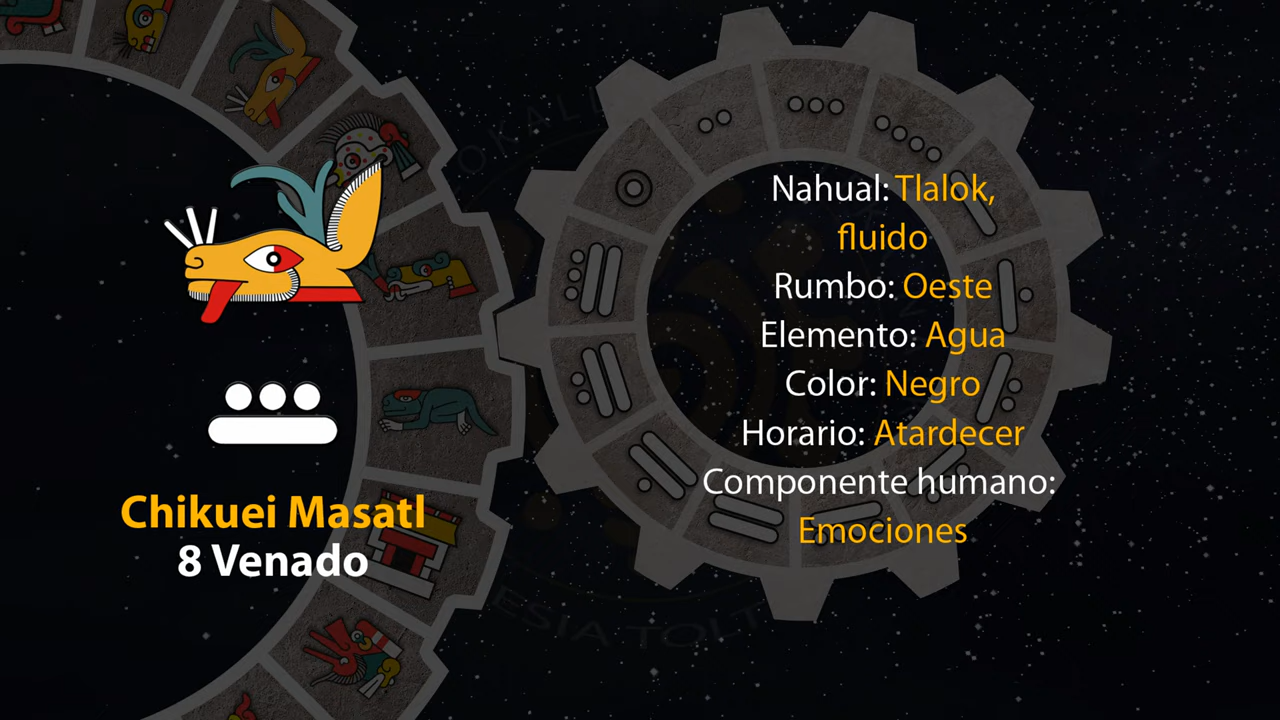 Chikuei Masatl
8 Venado
Nahual: Tlalok,
fluido
Rumbo: Oeste
Elemento: Agua
Color: Negro
Horario: Atardecer
Componente humano:
Emociones